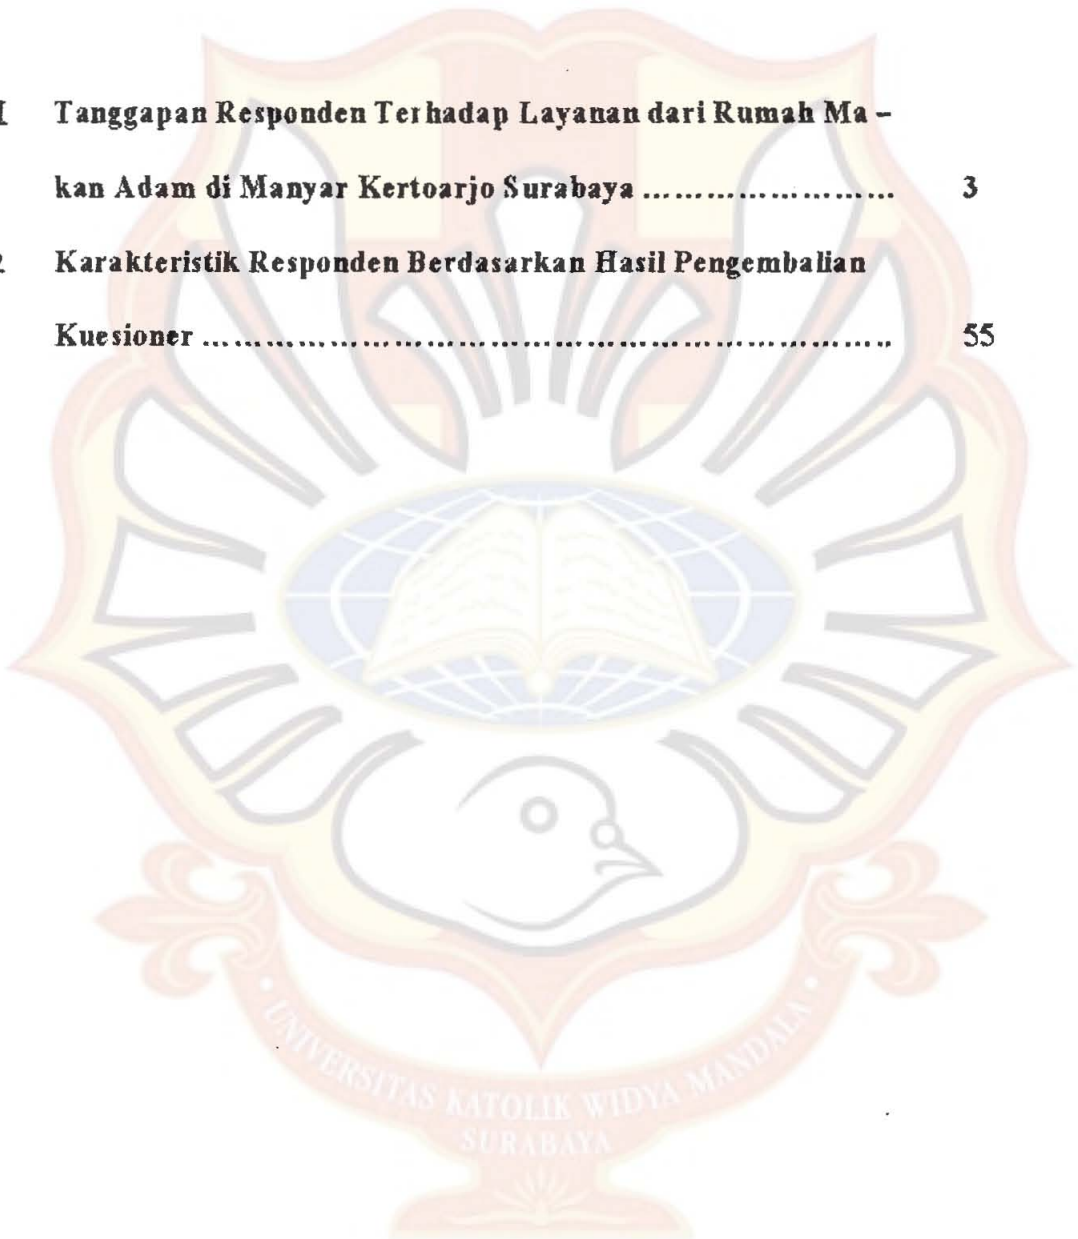 Tanggapan Responden Terhadap Layanan dari Rumah Ma –
kan Adam di Manyar Kertoarjo Surabaya ........................ 3
Karakteristik Responden Berdasarkan Hasil Pengembalian
Kuesioner ................................................................. 55
UNIVERSITAS KATOLIK WIDYA MANDALA
SURABAYA